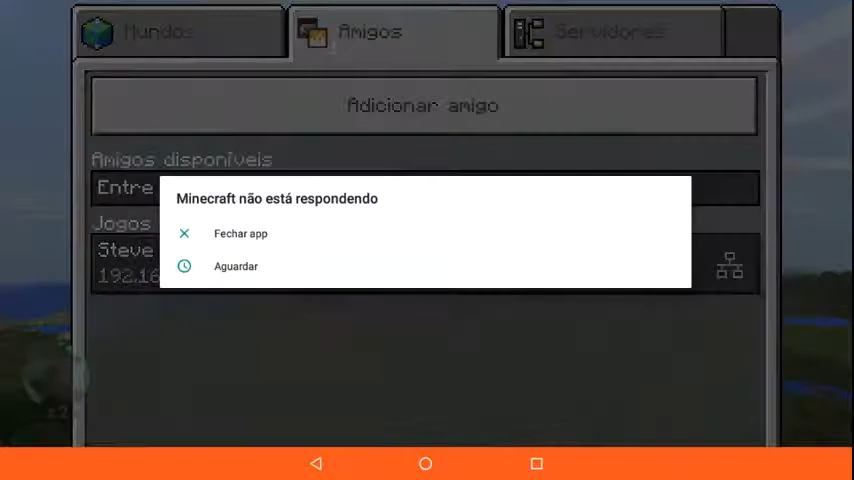 Mundos
Amigos
Servidores
Adicionar amigo
Amigos disponíveis
Entre
Minecraft não está respondendo
Jogos
Fechar app
Steve
Aguardar
192.16
x2